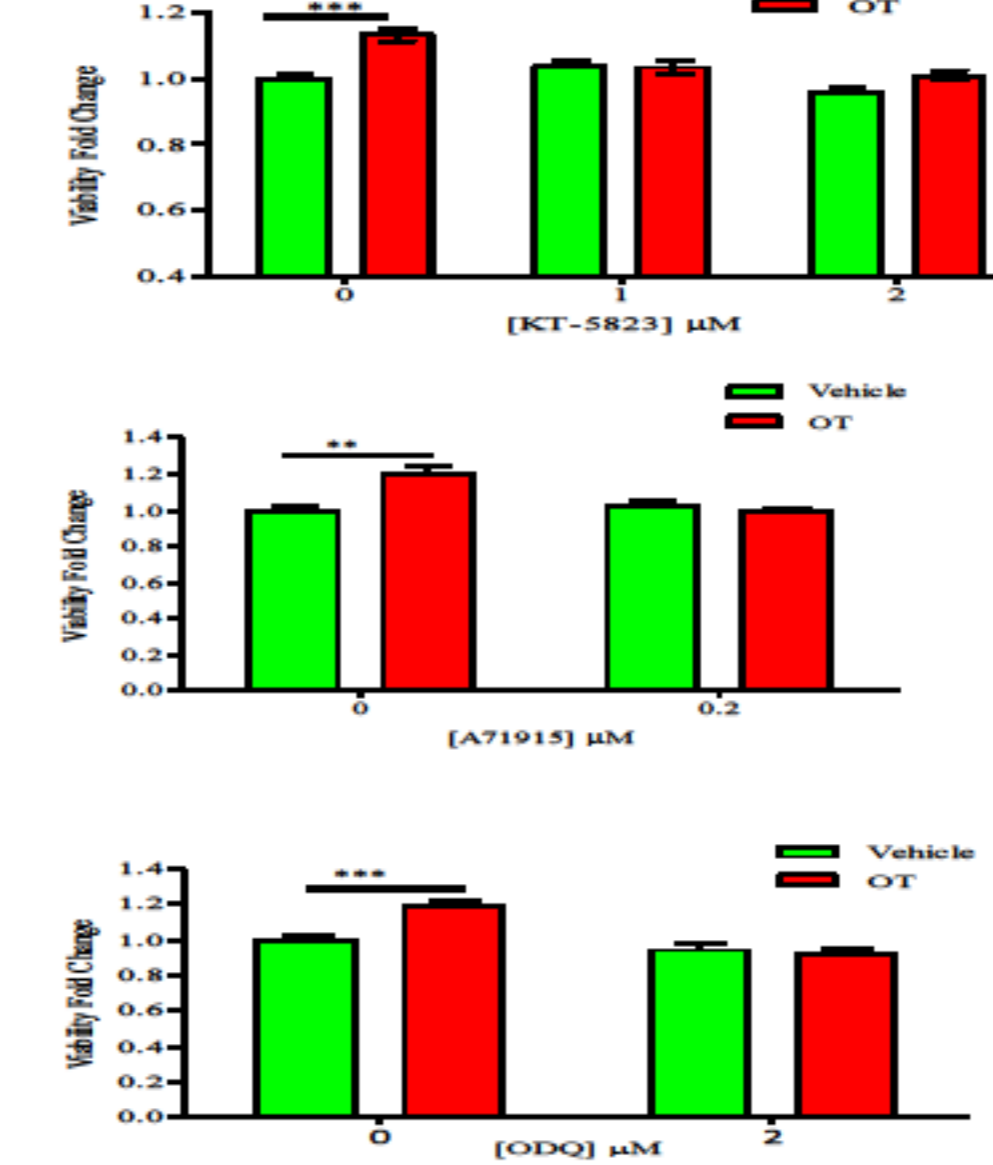 OT
***
1.2
1.0
0.8
0.6
0.4
Viability Fold Change
0 1 2
[KT-5823] µM
Vehicle
OT
**
1.4
1.2
1.0
0.8
0.6
0.4
0.2
0.0
Viability Fold Change
0 0.2
[A71915] µM
Vehicle
OT
***
1.4
1.2
1.0
0.8
0.6
0.4
0.2
0.0
Viability Fold Change
0 2
[ODQ] µM